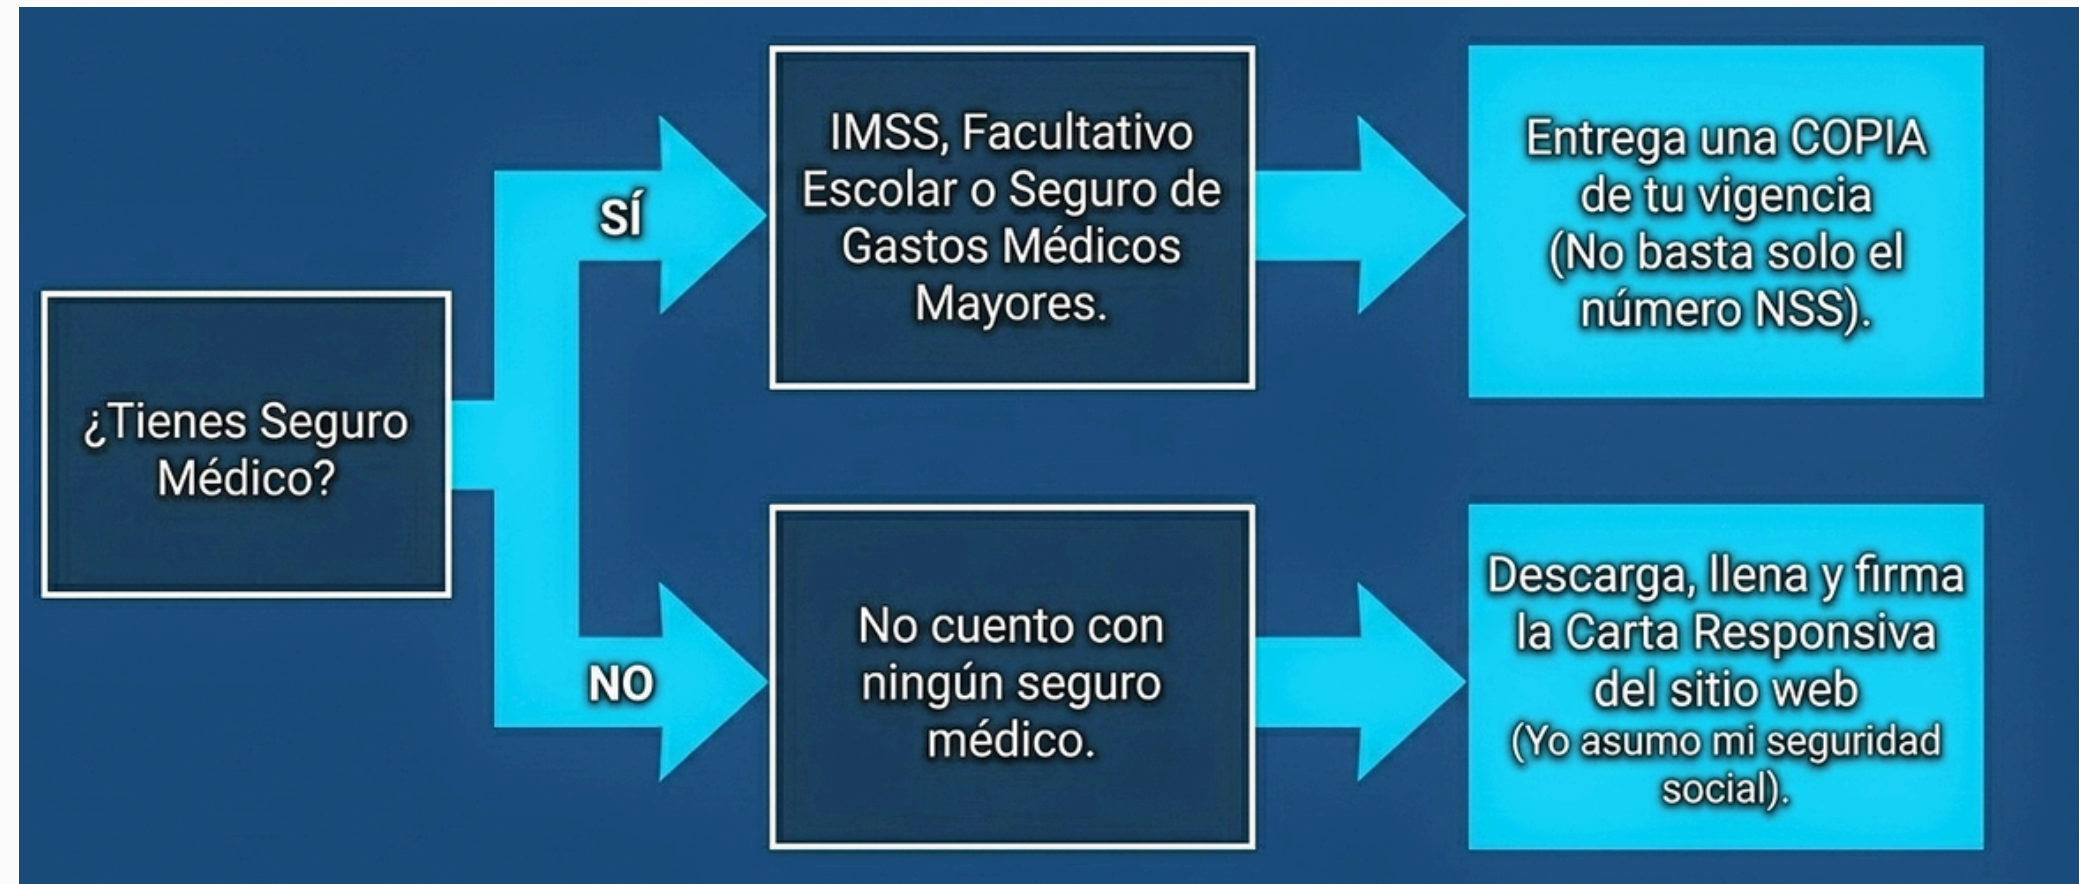 ¿Tienes Seguro
Médico?
SÍ
IMSS, Facultativo
Escolar o Seguro de
Gastos Médicos
Mayores.
Entrega una COPIA
de tu vigencia
(No basta solo el
número NSS).
NO
No cuento con
ningún seguro
médico.
Descarga, llena y firma
la Carta Responsiva
del sitio web
(Yo asumo mi seguridad
social).